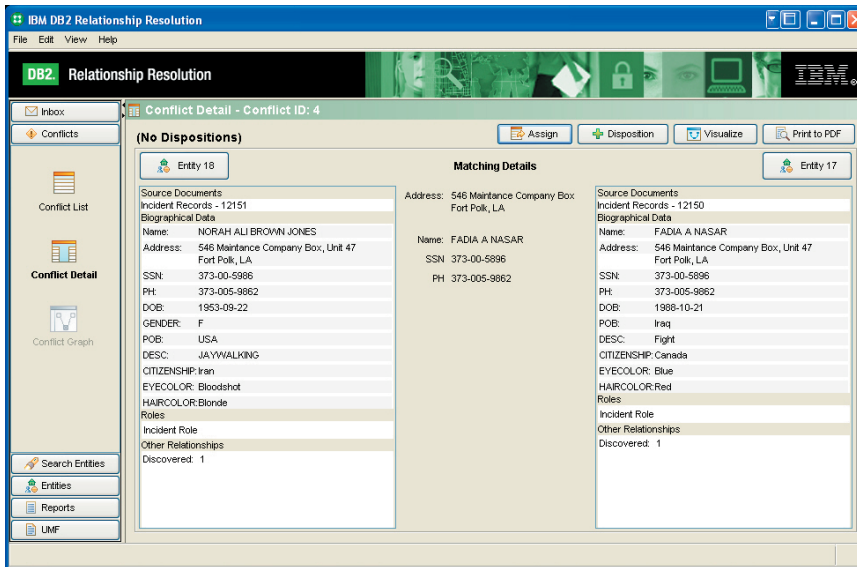 IBM DB2 Relationship Resolution
File Edit View Help
DB2. Relationship Resolution
IBM.
Inbox
Conflicts
Conflict List
Conflict Detail
Conflict Graph
Search Entities
Entities
Reports
UMF
Conflict Detail - Conflict ID: 4
(No Dispositions)
Assign
Disposition
Visualize
Print to PDF
Entity 18
Source Documents
Incident Records - 12151
Biographical Data
Name: NORAH ALI BROWN JONES
Address: 546 Maintance Company Box, Unit 47
Fort Polk, LA
SSN: 373-00-5986
PH: 373-005-9862
DOB: 1953-09-22
GENDER: F
POB: USA
DESC: JAYWALKING
CITIZENSHIP: Iran
EYECOLOR: Bloodshot
HAIRCOLOR:Blonde
Roles
Incident Role
Other Relationships
Discovered: 1
Matching Details
Address: 546 Maintance Company Box
Fort Polk, LA
Name: FADIA A NASAR
SSN 373-00-5896
PH 373-005-9862
Entity 17
Source Documents
Incident Records - 12150
Biographical Data
Name: FADIA A NASAR
Address: 546 Maintance Company Box, Unit 47
Fort Polk, LA
SSN: 373-00-5896
PH: 373-005-9862
DOB: 1988-10-21
POB: Iraq
DESC: Fight
CITIZENSHIP: Canada
EYECOLOR: Blue
HAIRCOLOR:Red
Roles
Incident Role
Other Relationships
Discovered: 1